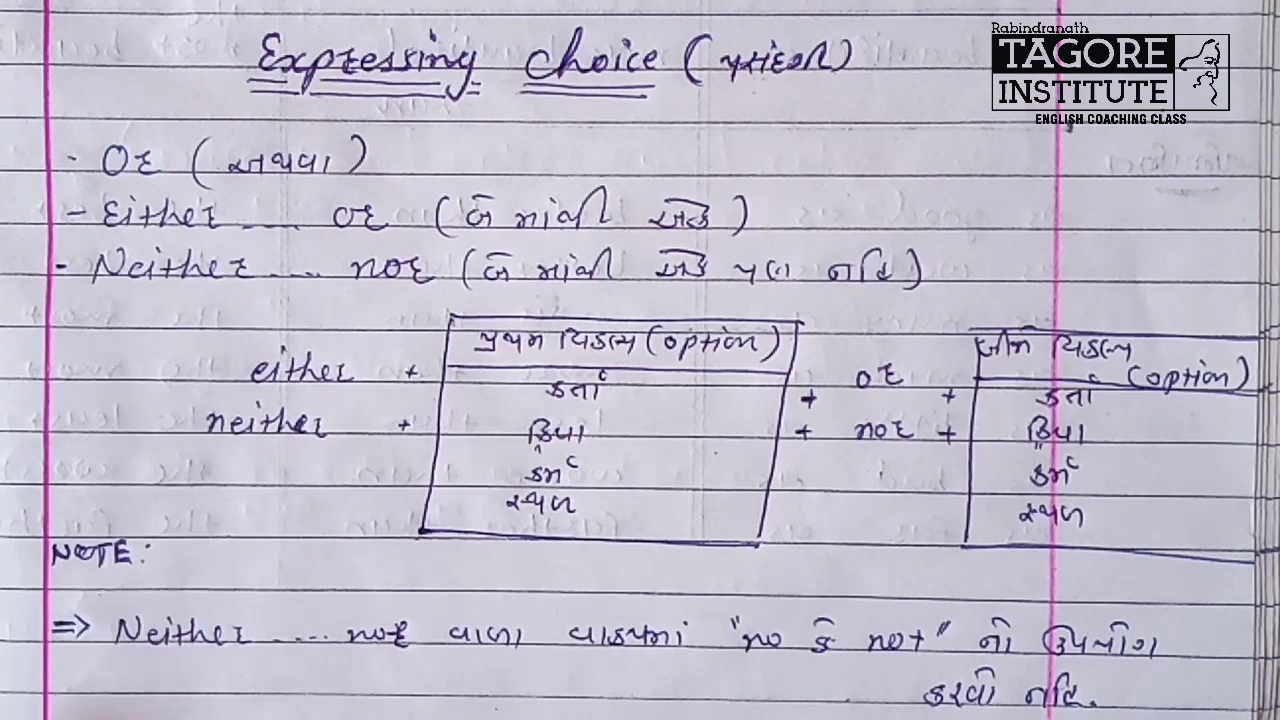 Rabindranath
TAGORE
INSTITUTE
ENGLISH COACHING CLASS
Expressing choice (પસંદગી)
- Or (અથવા)
- Either .... or (બે માંથી એક)
- Neither .... nor (બે માંથી એક પણ નહિ)
either + પ્રથમ વિકલ્પ (option) + or + બીજો વિકલ્પ (option)
neither + કર્તા + nor + કર્તા
ક્રિયા ક્રિયા
કર્મ કર્મ
સ્થળ સ્થળ
NOTE:
=> Neither .... nor વાળા વાક્યમાં "no કે not" નો ઉપયોગ
કરવો નહિ.